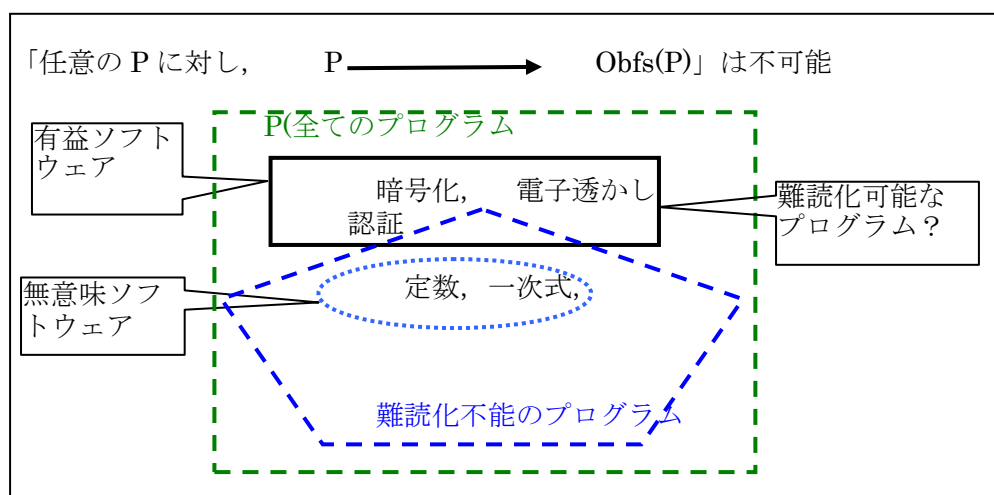 「任意の P に対し, P Obfs(P)」は不可能
P(全てのプログラム
有益ソフト
ウェア
暗号化, 電子透かし
認証
難読化可能な
プログラム?
定数, 一次式,
無意味ソフ
トウェア
難読化不能のプログラム